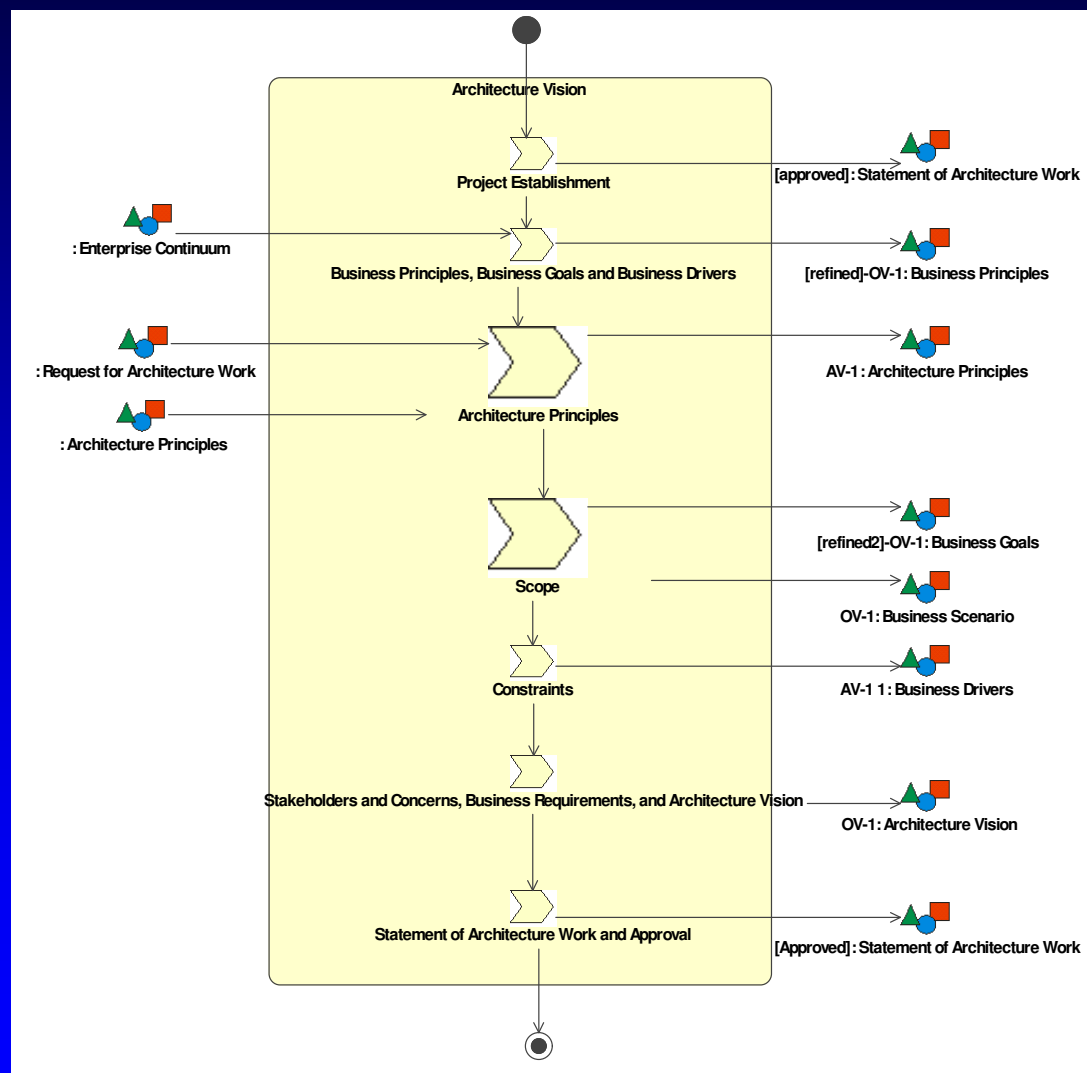 Architecture Vision
Project Establishment
[approved]: Statement of Architecture Work
: Enterprise Continuum
Business Principles, Business Goals and Business Drivers
[refined]-OV-1: Business Principles
: Request for Architecture Work
AV-1: Architecture Principles
Architecture Principles
: Architecture Principles
[refined2]-OV-1: Business Goals
Scope
OV-1: Business Scenario
Constraints
AV-1 1: Business Drivers
Stakeholders and Concerns, Business Requirements, and Architecture Vision
OV-1: Architecture Vision
Statement of Architecture Work and Approval
[Approved]: Statement of Architecture Work